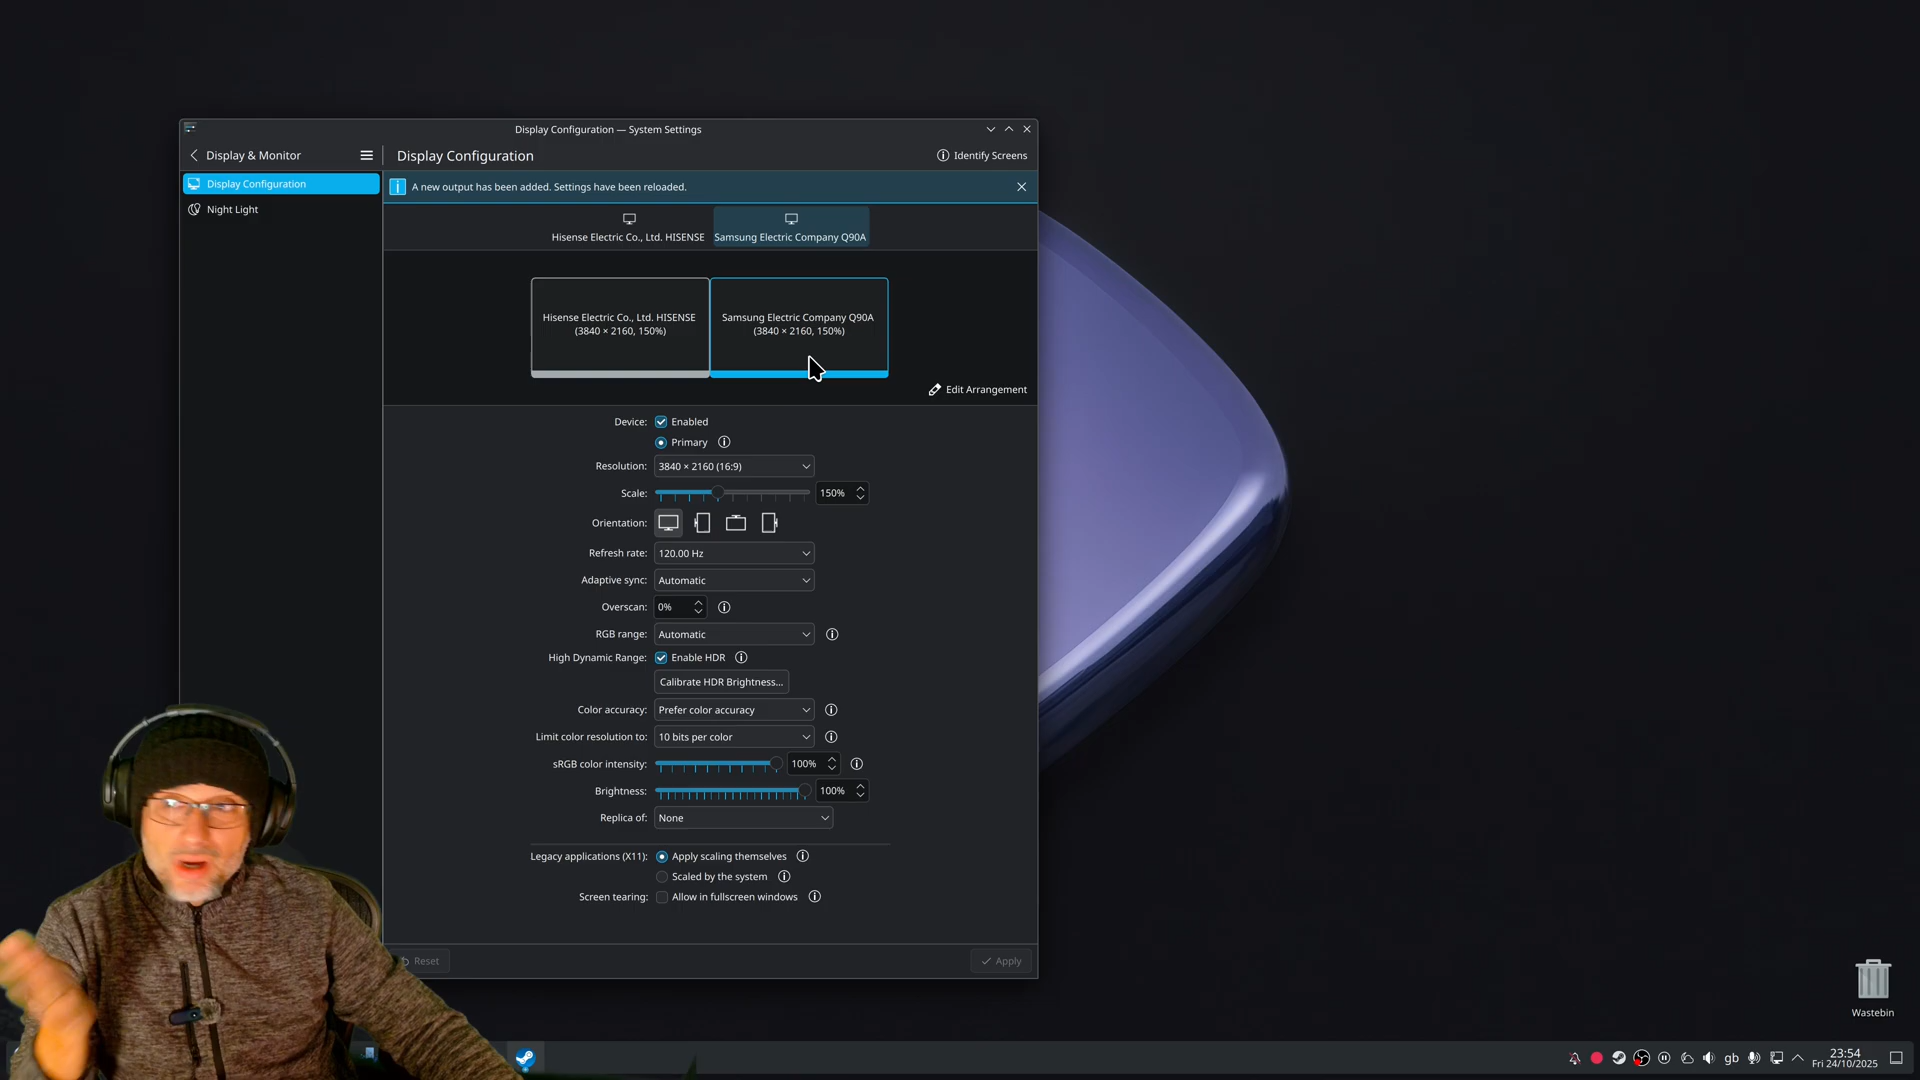 Display Configuration — System Settings
Display & Monitor
Display Configuration
Identify Screens
Display Configuration
Night Light
A new output has been added. Settings have been reloaded.
Hisense Electric Co., Ltd. HISENSE
Samsung Electric Company Q90A
Hisense Electric Co., Ltd. HISENSE
(3840 × 2160, 150%)
Samsung Electric Company Q90A
(3840 × 2160, 150%)
Edit Arrangement
Device: Enabled
Primary
Resolution: 3840 × 2160 (16:9)
Scale: 150%
Orientation:
Refresh rate: 120.00 Hz
Adaptive sync: Automatic
Overscan: 0%
RGB range: Automatic
High Dynamic Range: Enable HDR
Calibrate HDR Brightness...
Color accuracy: Prefer color accuracy
Limit color resolution to: 10 bits per color
sRGB color intensity: 100%
Brightness: 100%
Replica of: None
Legacy applications (X11): Apply scaling themselves
Scaled by the system
Screen tearing: Allow in fullscreen windows
Reset
Apply
Wastebin
gb
23:54
Fri 24/10/2025